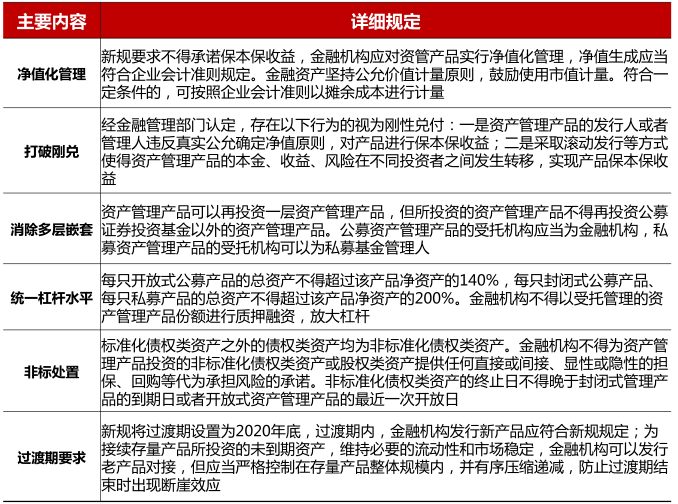 主要内容 详细规定
净值化管理
新规要求不得承诺保本保收益，金融机构应对资管产品实行净值化管理，净值生成应当
符合企业会计准则规定。金融资产坚持公允价值计量原则，鼓励使用市值计量。符合一
定条件的，可按照企业会计准则以摊余成本进行计量
打破刚兑
经金融管理部门认定，存在以下行为的视为刚性兑付：一是资产管理产品的发行人或者
管理人违反真实公允确定净值原则，对产品进行保本保收益；二是采取滚动发行等方式
使得资产管理产品的本金、收益、风险在不同投资者之间发生转移，实现产品保本保收
益
消除多层嵌套
资产管理产品可以再投资一层资产管理产品，但所投资的资产管理产品不得再投资公募
证券投资基金以外的资产管理产品。公募资产管理产品的受托机构应当为金融机构，私
募资产管理产品的受托机构可以为私募基金管理人
统一杠杆水平
每只开放式公募产品的总资产不得超过该产品净资产的140%，每只封闭式公募产品、
每只私募产品的总资产不得超过该产品净资产的200%。金融机构不得以受托管理的资
产管理产品份额进行质押融资，放大杠杆
非标处置
标准化债权类资产之外的债权类资产均为非标准化债权类资产。金融机构不得为资产管
理产品投资的非标准化债权类资产或股权类资产提供任何直接或间接、显性或隐性的担
保、回购等代为承担风险的承诺。非标准化债权类资产的终止日不得晚于封闭式管理产
品的到期日或者开放式资产管理产品的最近一次开放日
过渡期要求
新规将过渡期设置为2020年底，过渡期内，金融机构发行新产品应符合新规规定；为
接续存量产品所投资的未到期资产，维持必要的流动性和市场稳定，金融机构可以发行
老产品对接，但应当严格控制在存量产品整体规模内，并有序压缩递减，防止过渡期结
束时出现断崖效应